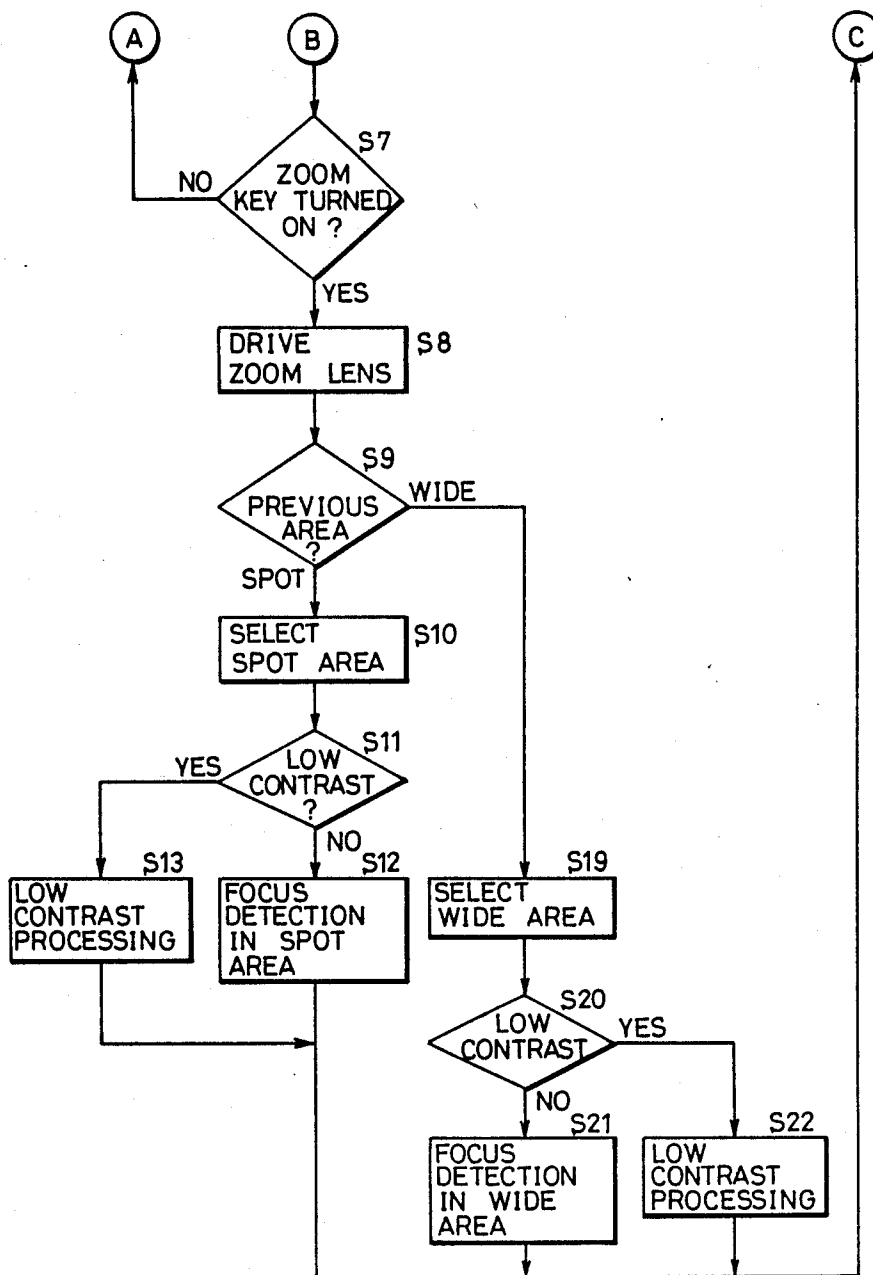 A
B
C
S7
ZOOM
KEY TURNED
ON ?
NO
YES
DRIVE
ZOOM LENS
S8
S9
PREVIOUS
AREA
?
WIDE
SPOT
SELECT
SPOT AREA
S10
S11
LOW
CONTRAST
?
YES
NO
S13
LOW
CONTRAST
PROCESSING
S12
FOCUS
DETECTION
IN SPOT
AREA
S19
SELECT
WIDE AREA
S20
LOW
CONTRAST
YES
NO
S21
FOCUS
DETECTION
IN WIDE
AREA
S22
LOW
CONTRAST
PROCESSING